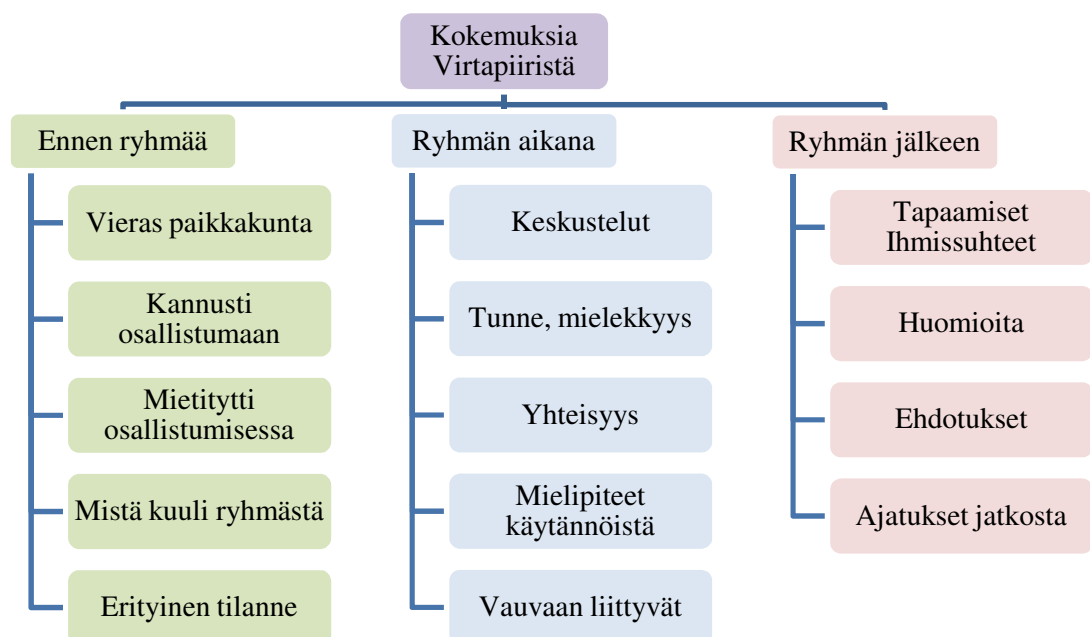 Kokemuksia
Virtapiiristä
Ennen ryhmää
Vieras paikkakunta
Kannusti
osallistumaan
Mietitytti
osallistumisessa
Mistä kuuli ryhmästä
Erityinen tilanne
Ryhmän aikana
Keskustelut
Tunne, mielekkyys
Yhteisyys
Mielipiteet
käytännöistä
Vauvaan liittyvät
Ryhmän jälkeen
Tapaamiset
Ihmissuhteet
Huomioita
Ehdotukset
Ajatukset jatkosta